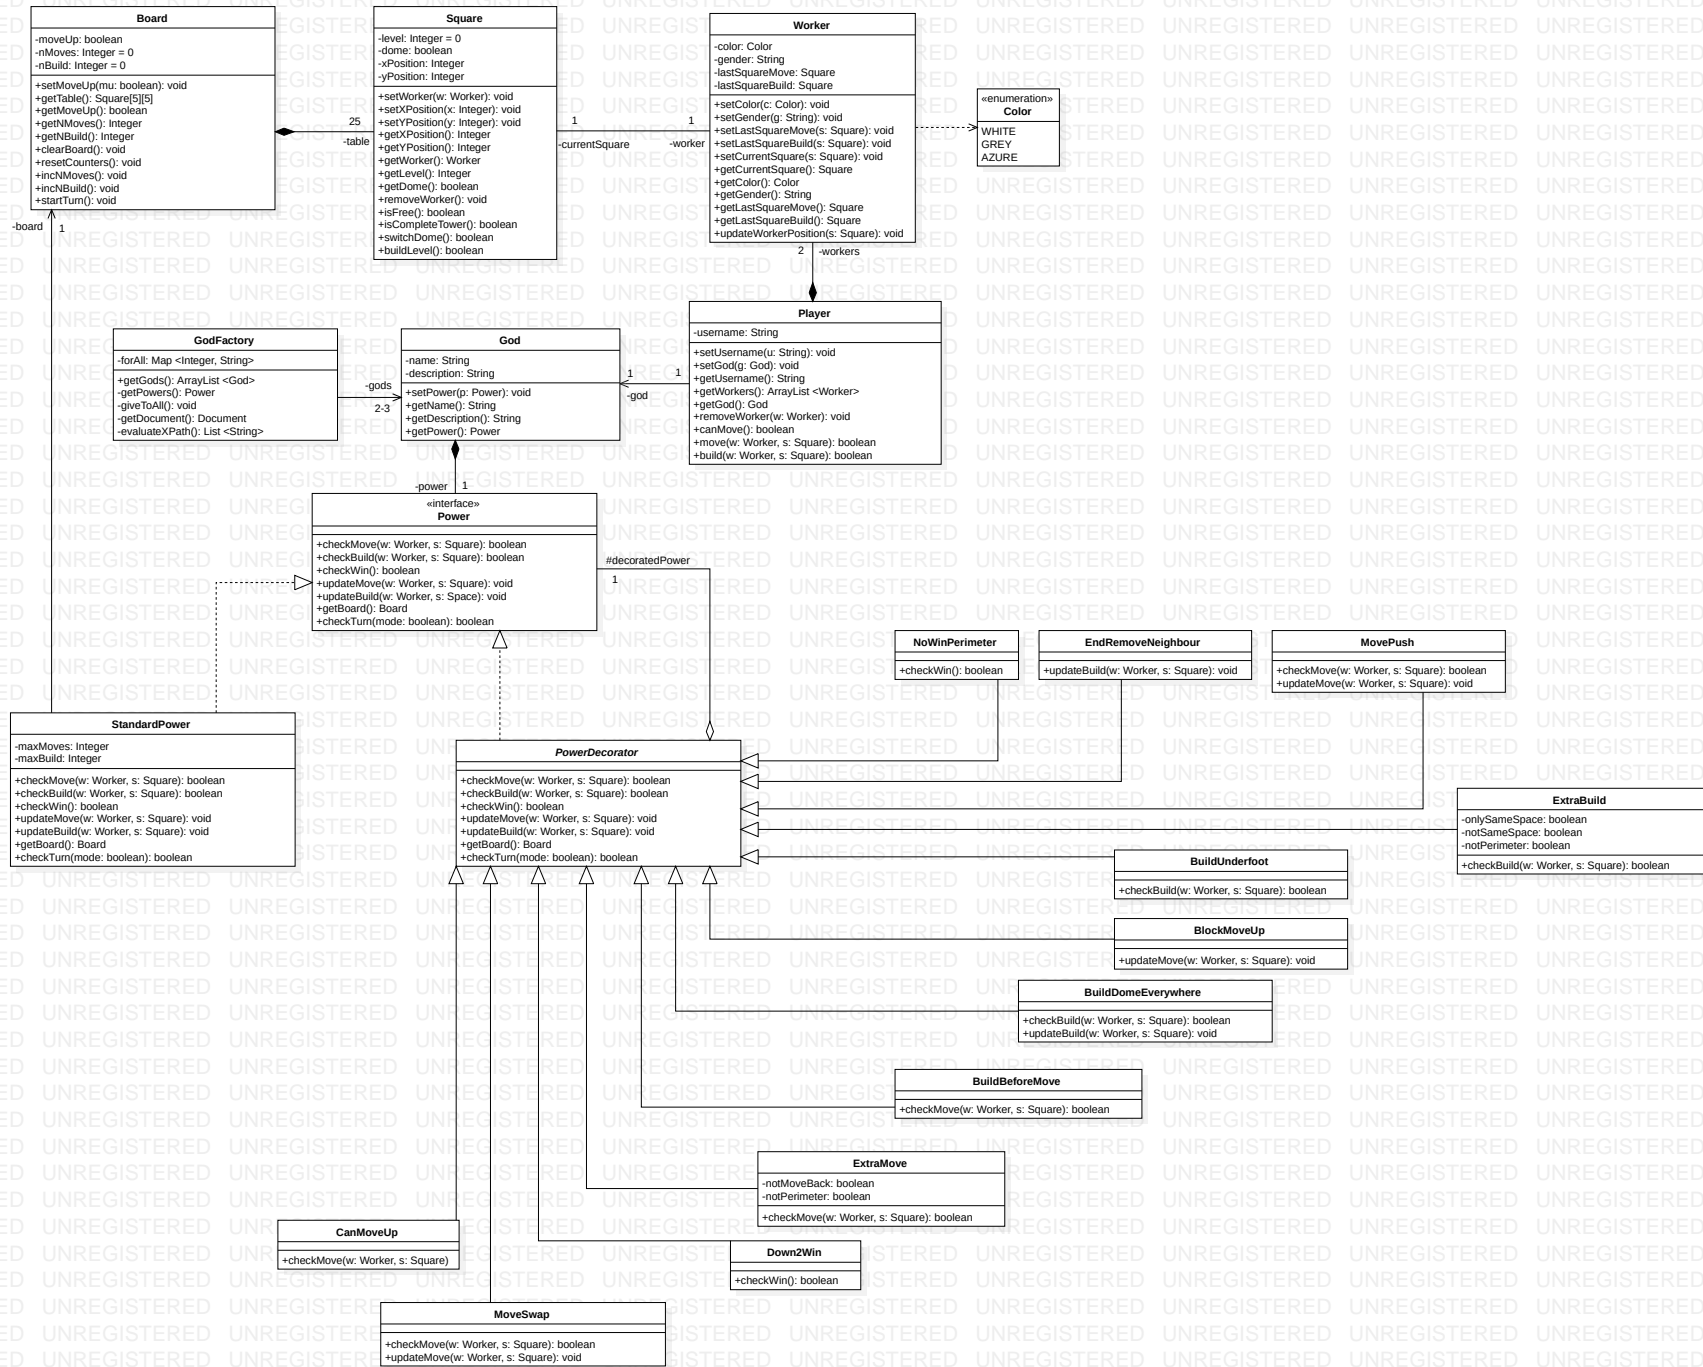 Board
-moveUp: boolean
-nMoves: Integer = 0
-nBuild: Integer = 0
+setMoveUp(mu: boolean): void
+getTable(): Square[5][5]
+getMoveUp(): boolean
+getNMoves(): Integer
+getNBuild(): Integer
+clearBoard(): void
+resetCounters(): void
+incNMoves(): void
+incNBuild(): void
+startTurn(): void
-board
1
25
-table
Square
-level: Integer = 0
-dome: boolean
-xPosition: Integer
-yPosition: Integer
+setWorker(w: Worker): void
+setXPosition(x: Integer): void
+setYPosition(y: Integer): void
+getXPosition(): Integer
+getYPosition(): Integer
+getWorker(): Worker
+getLevel(): Integer
+getDome(): boolean
+removeWorker(): void
+isFree(): boolean
+isCompleteTower(): boolean
+switchDome(): boolean
+buildLevel(): boolean
1
-currentSquare
1
-worker
Worker
-color: Color
-gender: String
-lastSquareMove: Square
-lastSquareBuild: Square
+setColor(c: Color): void
+setGender(g: String): void
+setLastSquareMove(s: Square): void
+setLastSquareBuild(s: Square): void
+setCurrentSquare(s: Square): void
+getCurrentSquare(): Square
+getColor(): Color
+getGender(): String
+getLastSquareMove(): Square
+getLastSquareBuild(): Square
+updateWorkerPosition(s: Square): void
«enumeration»
Color
WHITE
GREY
AZURE
2
-workers
Player
-username: String
+setUsername(u: String): void
+setGod(g: God): void
+getUsername(): String
+getWorkers(): ArrayList <Worker>
+getGod(): God
+removeWorker(w: Worker): void
+canMove(): boolean
+move(w: Worker, s: Square): boolean
+build(w: Worker, s: Square): boolean
1
1
-god
GodFactory
-forAll: Map <Integer, String>
+getGods(): ArrayList <God>
-getPowers(): Power
-giveToAll(): void
-getDocument(): Document
-evaluateXPath(): List <String>
-gods
2-3
God
-name: String
-description: String
+setPower(p: Power): void
+getName(): String
+getDescription(): String
+getPower(): Power
-power
1
«interface»
Power
+checkMove(w: Worker, s: Square): boolean
+checkBuild(w: Worker, s: Square): boolean
+checkWin(): boolean
+updateMove(w: Worker, s: Square): void
+updateBuild(w: Worker, s: Space): void
+getBoard(): Board
+checkTurn(mode: boolean): boolean
#decoratedPower
1
NoWinPerimeter
+checkWin(): boolean
EndRemoveNeighbour
+updateBuild(w: Worker, s: Square): void
MovePush
+checkMove(w: Worker, s: Square): boolean
+updateMove(w: Worker, s: Square): void
StandardPower
-maxMoves: Integer
-maxBuild: Integer
+checkMove(w: Worker, s: Square): boolean
+checkBuild(w: Worker, s: Square): boolean
+checkWin(): boolean
+updateMove(w: Worker, s: Square): void
+updateBuild(w: Worker, s: Square): void
+getBoard(): Board
+checkTurn(mode: boolean): boolean
PowerDecorator
+checkMove(w: Worker, s: Square): boolean
+checkBuild(w: Worker, s: Square): boolean
+checkWin(): boolean
+updateMove(w: Worker, s: Square): void
+updateBuild(w: Worker, s: Square): void
+getBoard(): Board
+checkTurn(mode: boolean): boolean
ExtraBuild
-onlySameSpace: boolean
-notSameSpace: boolean
-notPerimeter: boolean
+checkBuild(w: Worker, s: Square): boolean
BuildUnderfoot
+checkBuild(w: Worker, s: Square): boolean
BlockMoveUp
+updateMove(w: Worker, s: Square): void
BuildDomeEverywhere
+checkBuild(w: Worker, s: Square): boolean
+updateBuild(w: Worker, s: Square): void
BuildBeforeMove
+checkMove(w: Worker, s: Square): boolean
ExtraMove
-notMoveBack: boolean
-notPerimeter: boolean
+checkMove(w: Worker, s: Square): boolean
CanMoveUp
+checkMove(w: Worker, s: Square)
Down2Win
+checkWin(): boolean
MoveSwap
+checkMove(w: Worker, s: Square): boolean
+updateMove(w: Worker, s: Square): void